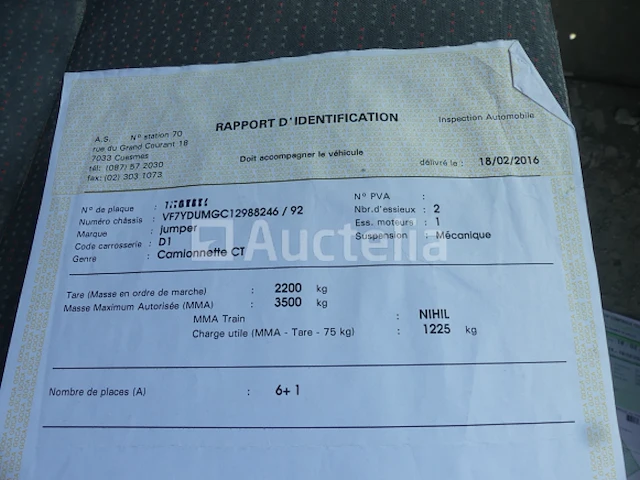 RAPPORT D'IDENTIFICATION
Inspection Automobile
A.S. N° station 70
rue du Grand Courant 18
7033 Cuesmes
tél: (087) 57 2030
fax: (02) 303 1073
Doit accompagner le véhicule
délivré le : 18/02/2016
N° de plaque :
Numéro châssis : VF7YDUMGC12988246 / 92
Marque : Jumper
Code carrosserie : D1
Genre : Camionnette CT
N° PVA :
Nbr.d'essieux : 2
Ess. moteurs : 1
Suspension : Mécanique
Auctelia
Tare (Masse en ordre de marche) : 2200 kg
Masse Maximum Autorisée (MMA) : 3500 kg
MMA Train : NIHIL
Charge utile (MMA - Tare - 75 kg) : 1225 kg
Nombre de places (A) : 6+1